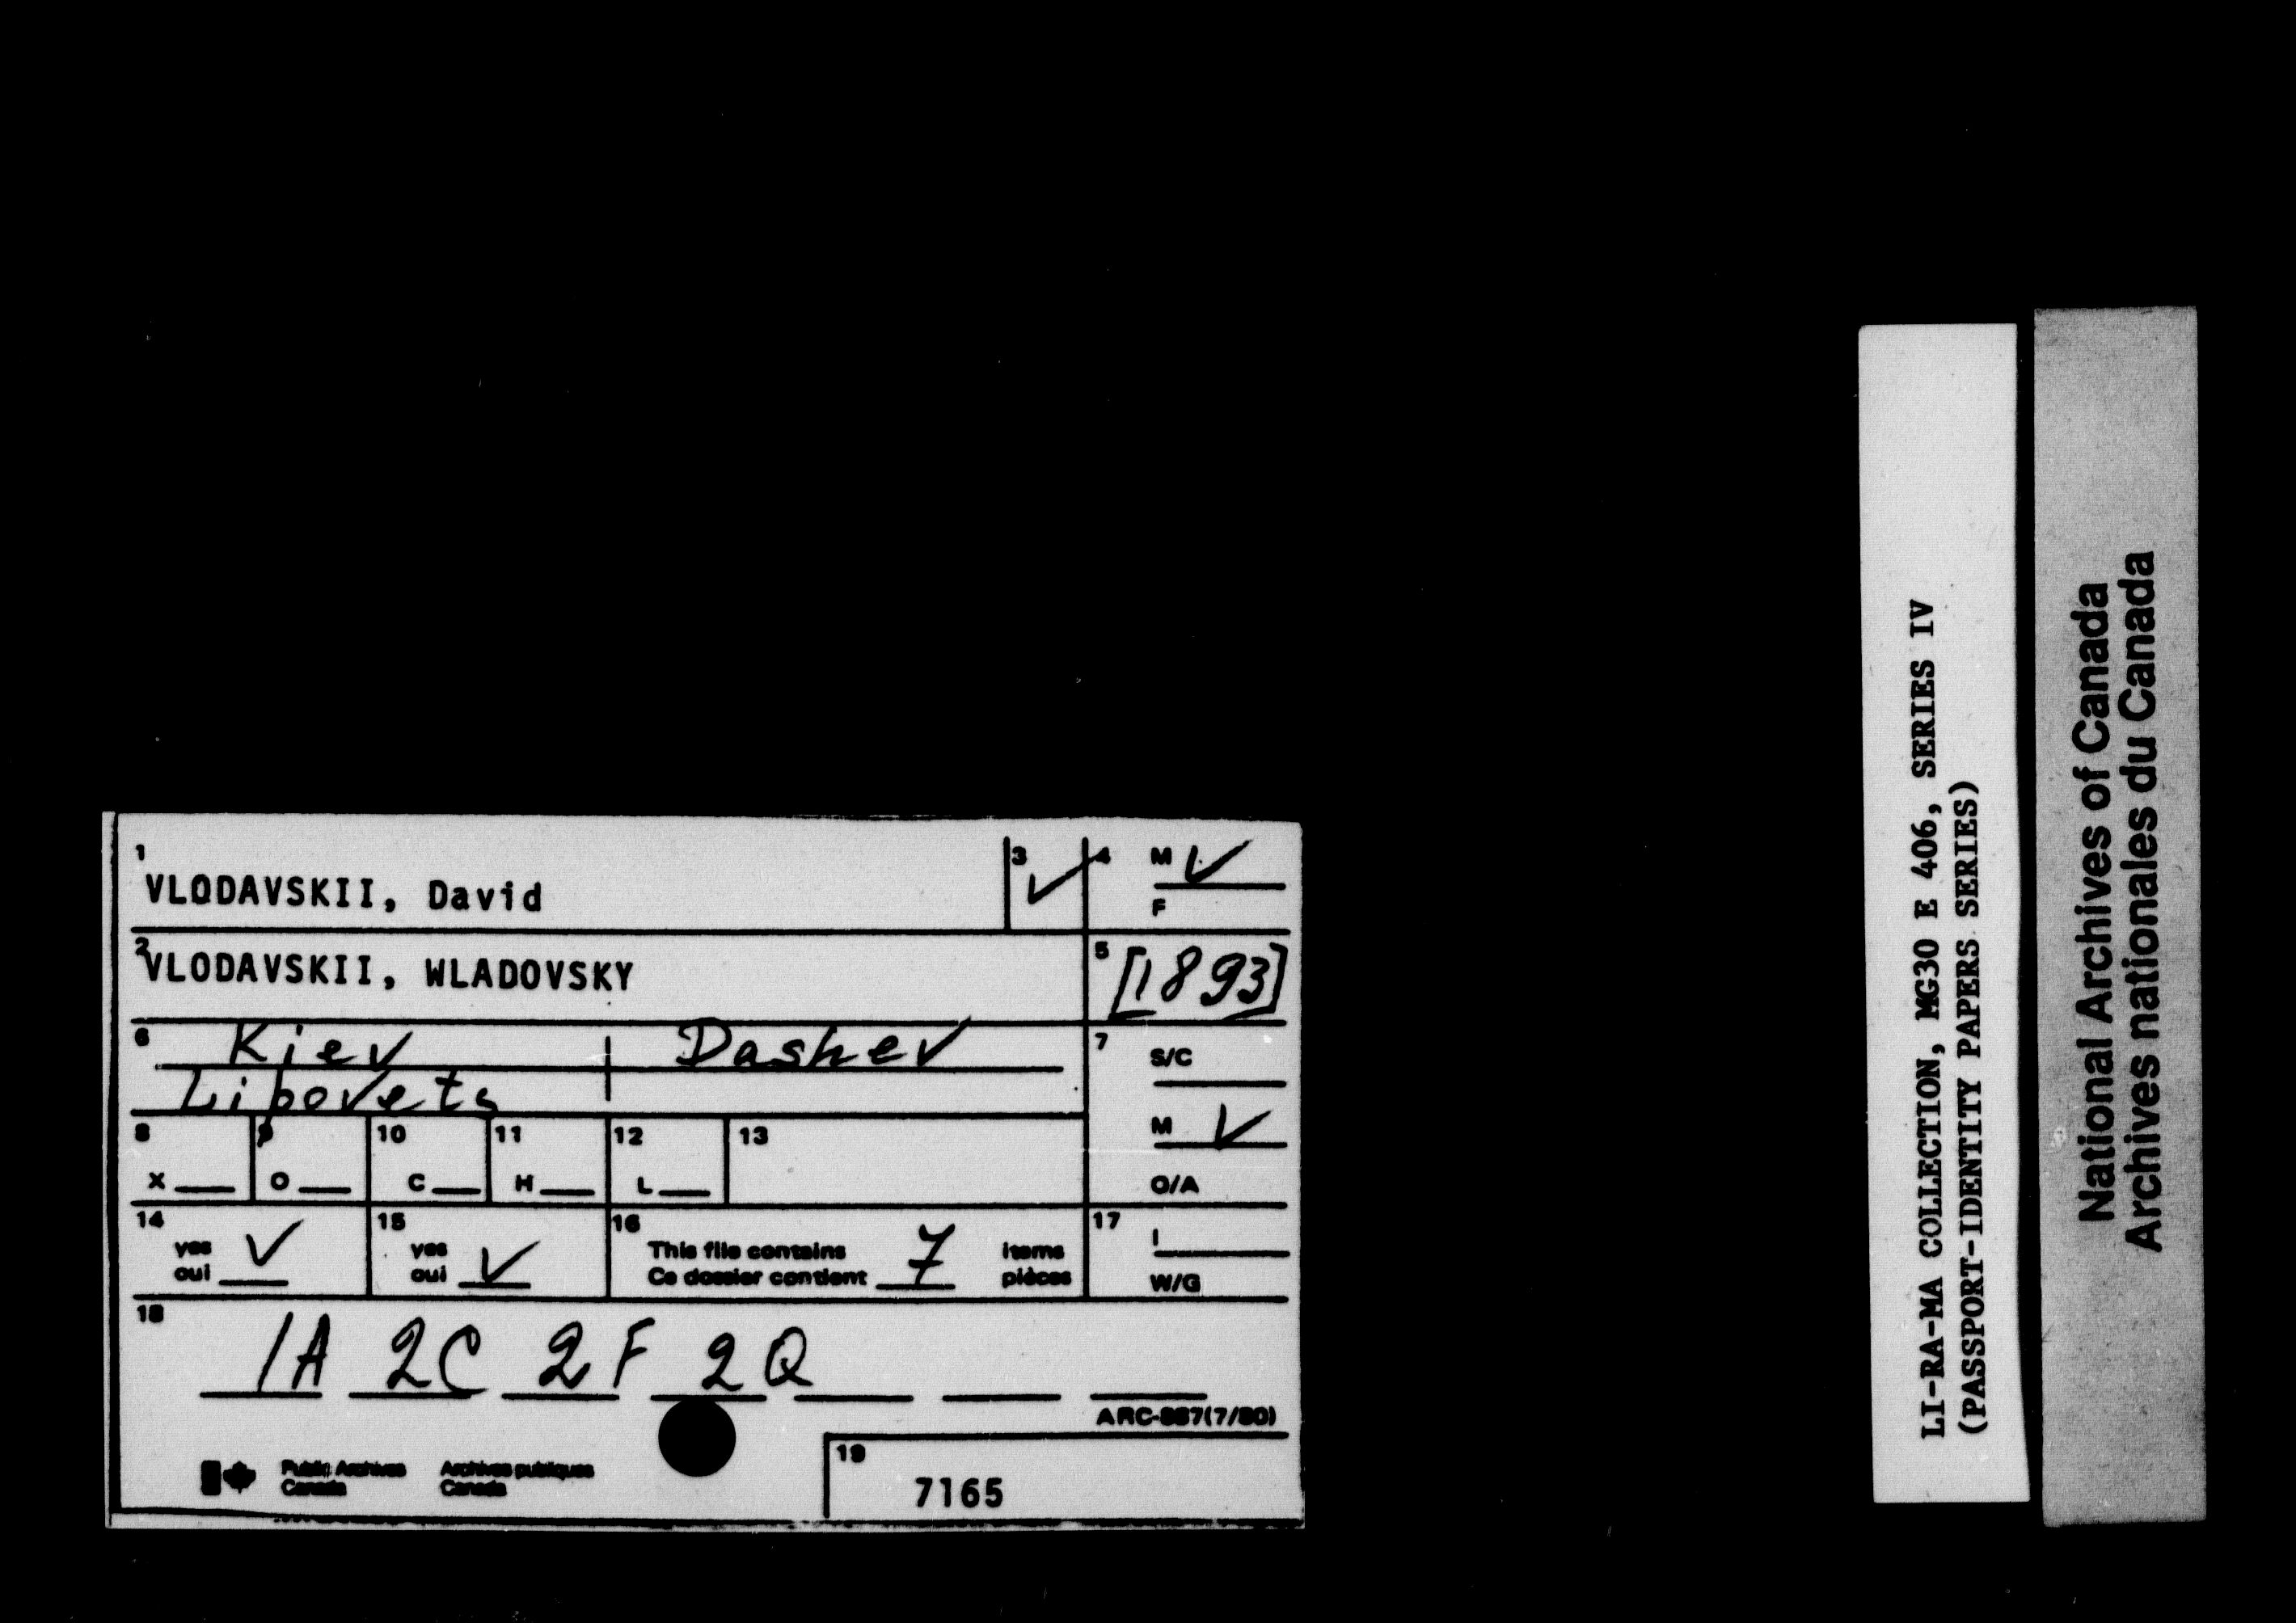 1
VLODAVSKII, David
3 ✓
4 M ✓
F
2
VLODAVSKII, WLADOVSKY
5 [1893]
6 Kiev Dashev
Lipovets
7 S/C
M ✓
O/A
8 X
9 O
10 C
11 H
12 L
13
14 yes ✓
oui
15 yes ✓
oui
16 This file contains 7 items
Ce dossier contient pièces
17 I
W/G
18
1A 2C 2F 2Q
ARC-887(7/80)
Public Archives Archives publiques
Canada Canada
19
7165
LI-RA-MA COLLECTION, MG30 E 406, SERIES IV
(PASSPORT-IDENTITY PAPERS SERIES)
National Archives of Canada
Archives nationales du Canada